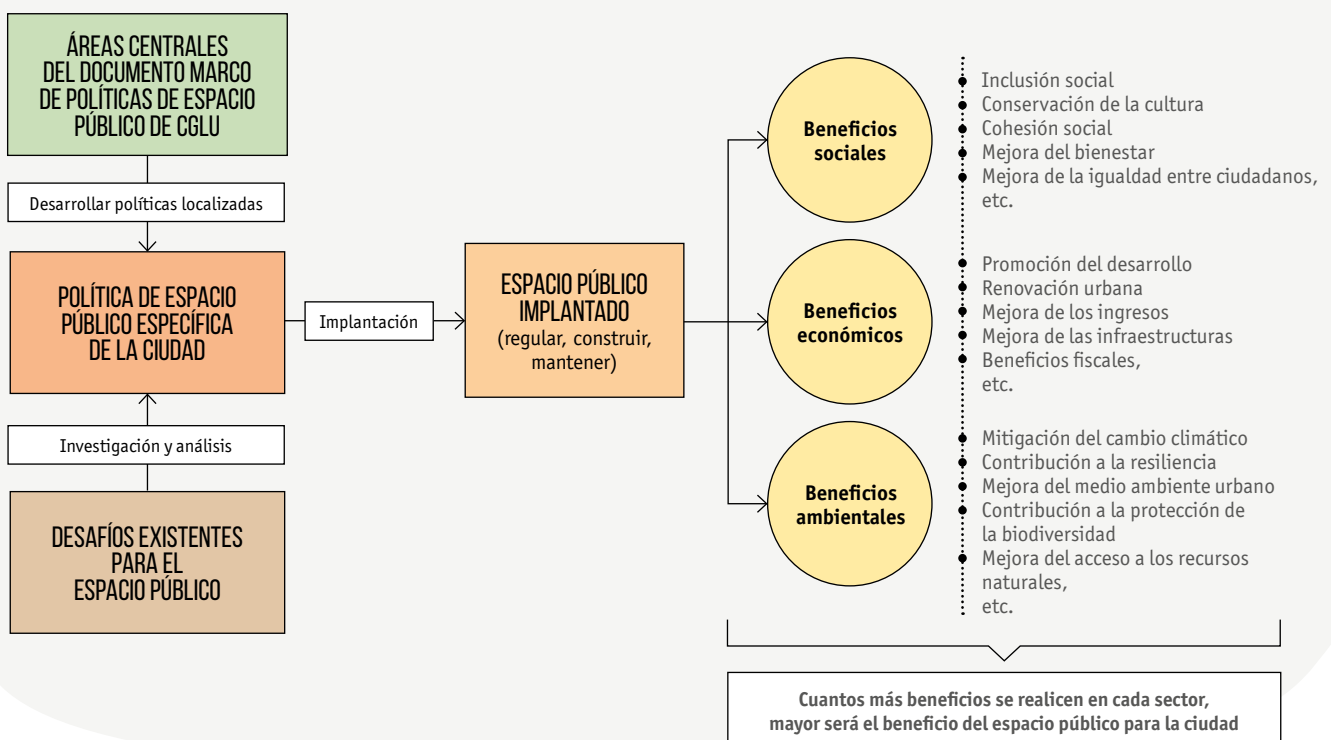 ÁREAS CENTRALES
DEL DOCUMENTO MARCO
DE POLÍTICAS DE ESPACIO
PÚBLICO DE CGLU
Desarrollar políticas localizadas
POLÍTICA DE ESPACIO
PÚBLICO ESPECÍFICA
DE LA CIUDAD
Investigación y análisis
DESAFÍOS EXISTENTES
PARA EL
ESPACIO PÚBLICO
Implantación
ESPACIO PÚBLICO
IMPLANTADO
(regular, construir,
mantener)
Beneficios
sociales
Inclusión social
Conservación de la cultura
Cohesión social
Mejora del bienestar
Mejora de la igualdad entre ciudadanos,
etc.
Beneficios
económicos
Promoción del desarrollo
Renovación urbana
Mejora de los ingresos
Mejora de las infraestructuras
Beneficios fiscales,
etc.
Beneficios
ambientales
Mitigación del cambio climático
Contribución a la resiliencia
Mejora del medio ambiente urbano
Contribución a la protección de
la biodiversidad
Mejora del acceso a los recursos
naturales,
etc.
Cuantos más beneficios se realicen en cada sector,
mayor será el beneficio del espacio público para la ciudad